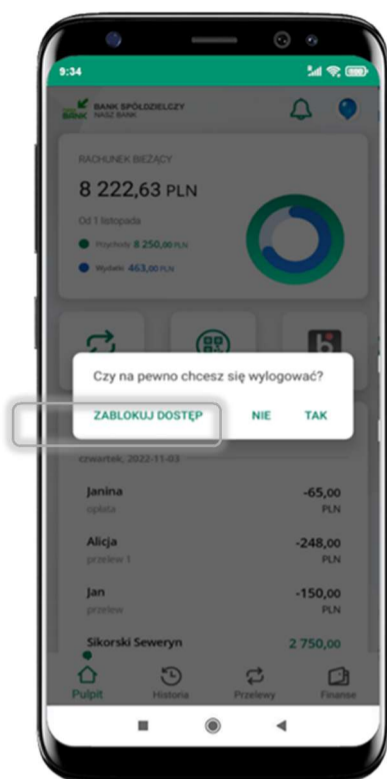 9:34
BANK SPÓŁDZIELCZY
NASZ BANK
RACHUNEK BIEŻĄCY
8 222,63 PLN
Od 1 listopada
Przychody 8 250,00 PLN
Wydatki 463,00 PLN
Czy na pewno chcesz się wylogować?
ZABLOKUJ DOSTĘP NIE TAK
czwartek, 2022-11-03
Janina -65,00
opłata PLN
Alicja -248,00
przelew 1 PLN
Jan -150,00
przelew PLN
Sikorski Seweryn 2 750,00
Pulpit Historia Przelewy Finanse